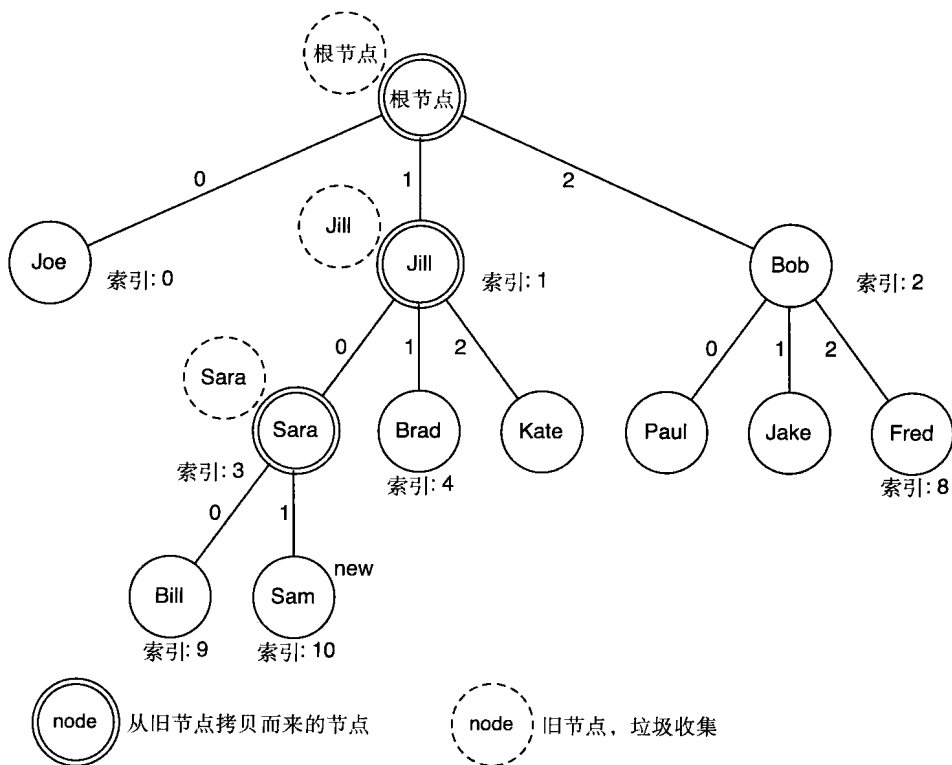 根节点
根节点
0
1
2
Jill
Joe
索引: 0
Jill
索引: 1
Bob
索引: 2
0
1
2
0
1
2
Sara
Sara
Brad
Kate
Paul
Jake
Fred
索引: 3
索引: 4
索引: 8
0
1
new
Bill
Sam
索引: 9
索引: 10
node
从旧节点拷贝而来的节点
node
旧节点，垃圾收集